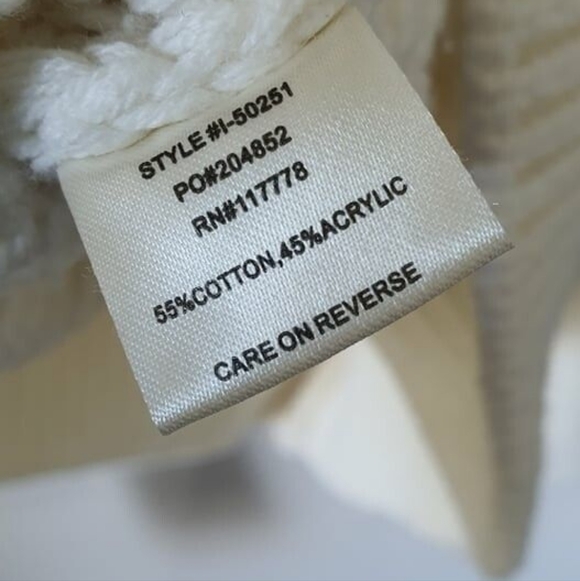 STYLE #I-50251
PO#204852
RN#117778
55%COTTON,45%ACRYLIC
CARE ON REVERSE